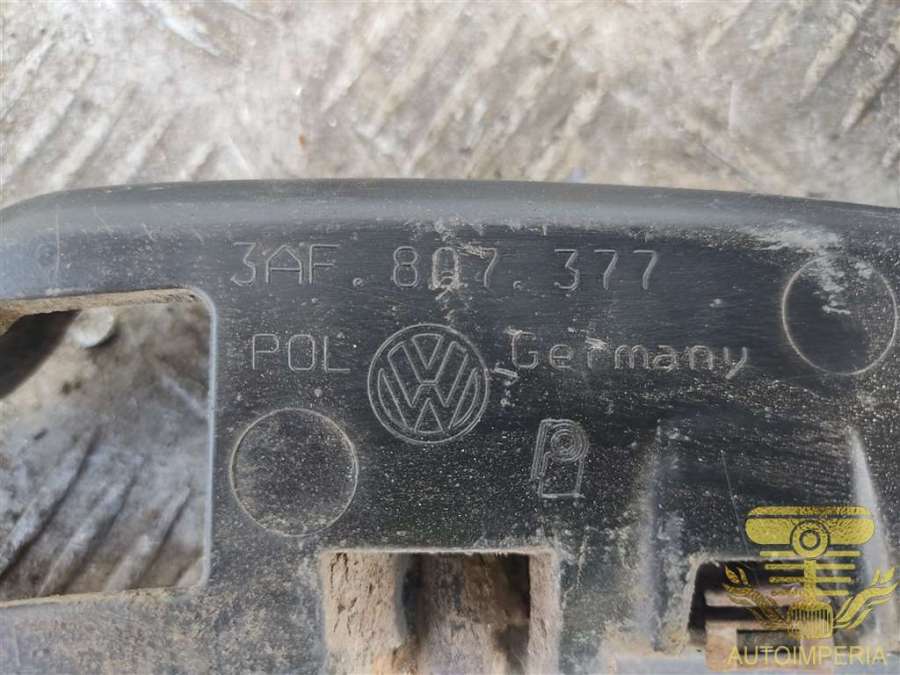 3AF.807.377
POL Germany
AUTOIMPERIA